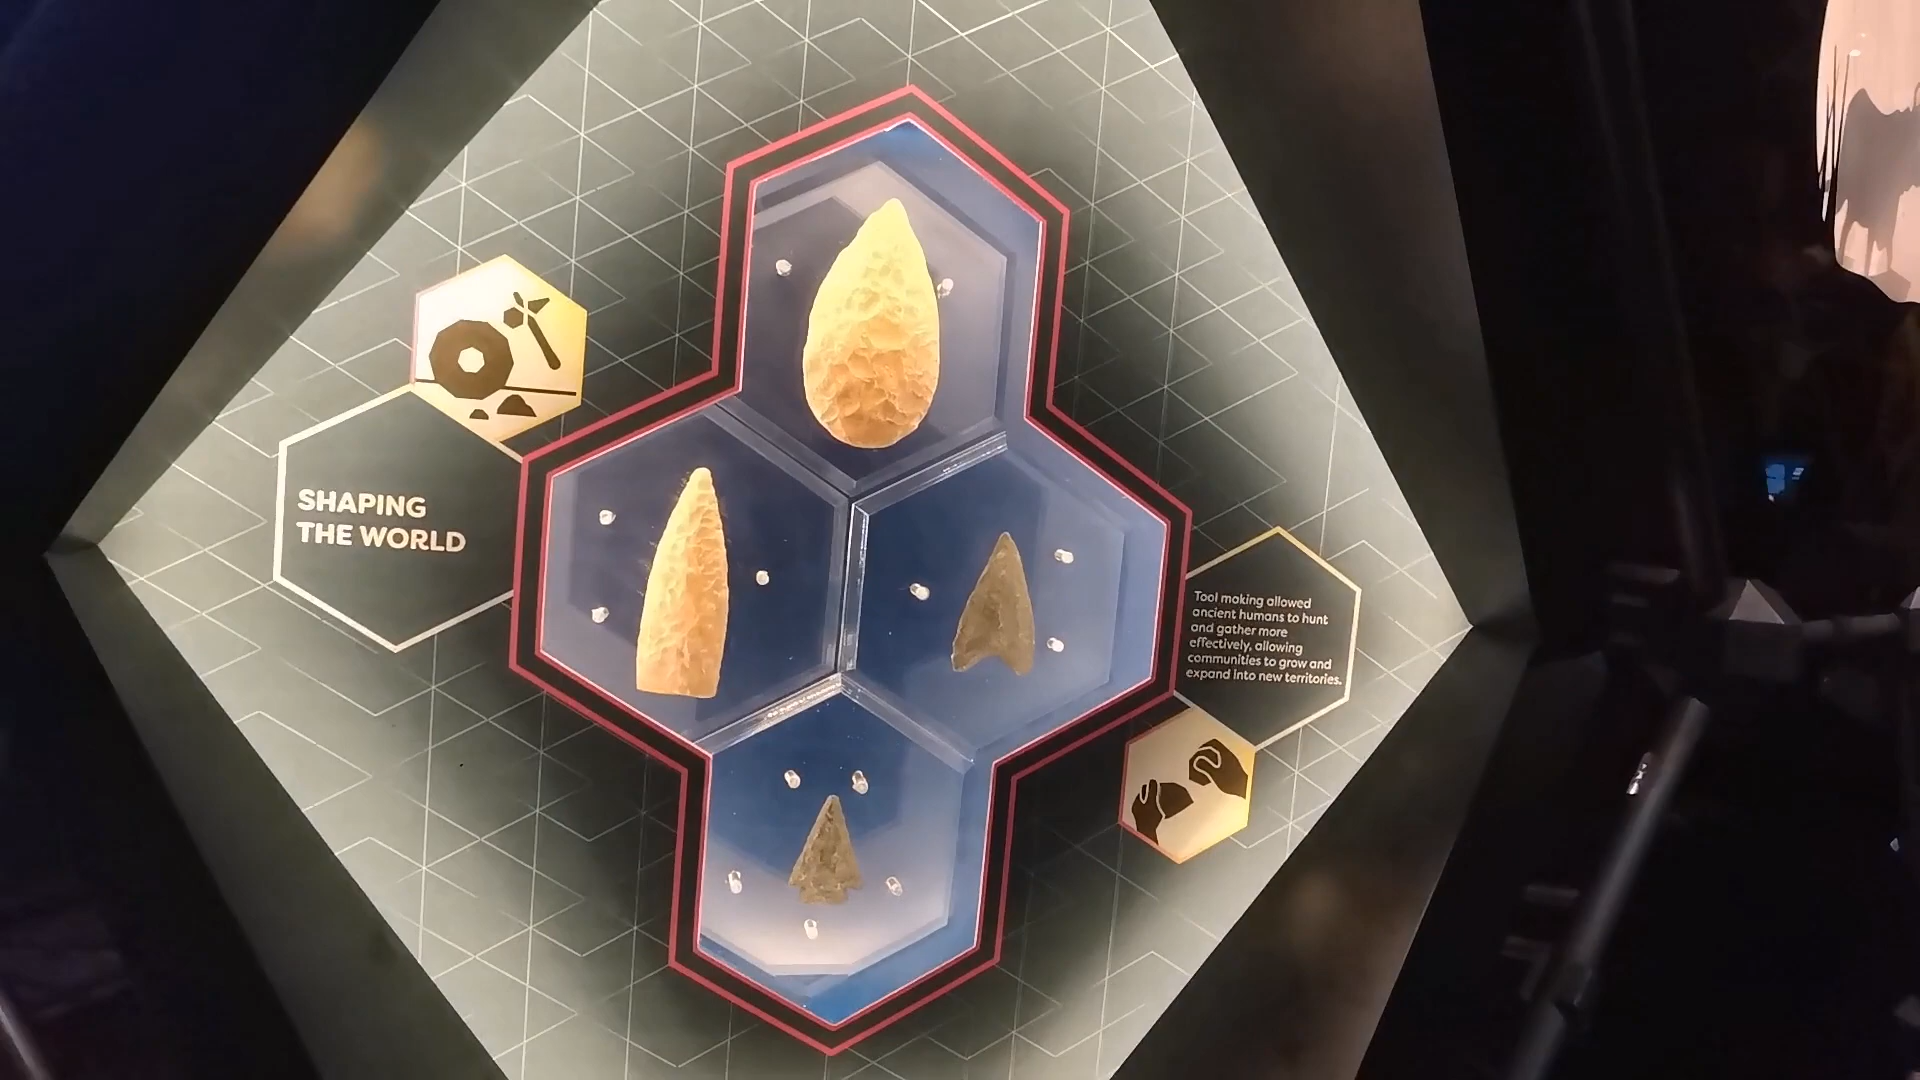 SHAPING
THE WORLD
Tool making allowed
ancient humans to hunt
and gather more
effectively, allowing
communities to grow and
expand into new territories.